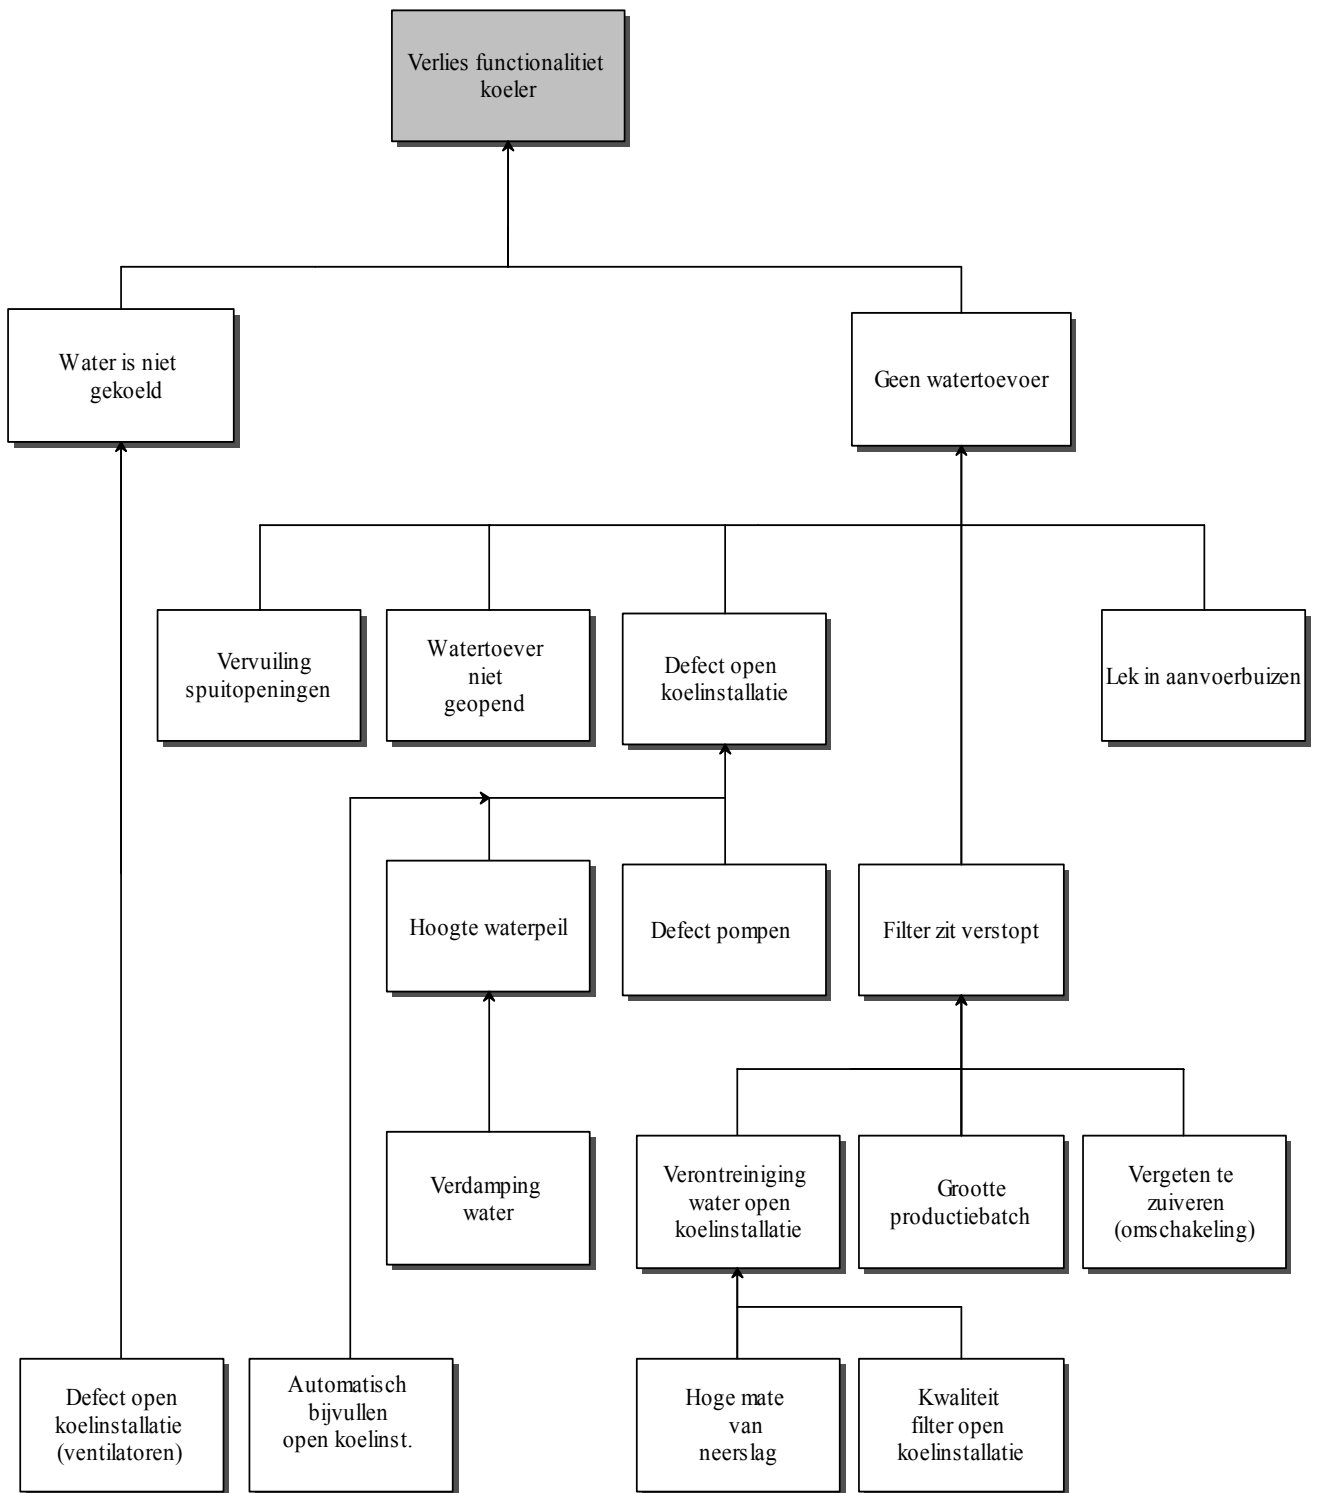 Verlies functionalitiet
koeler
Water is niet
gekoeld
Geen watertoevoer
Vervuiling
spuitopeningen
Watertoever
niet
geopend
Defect open
koelinstallatie
Lek in aanvoerbuizen
Hoogte waterpeil
Defect pompen
Filter zit verstopt
Verdamping
water
Verontreiniging
water open
koelinstallatie
Grootte
productiebatch
Vergeten te
zuiveren
(omschakeling)
Defect open
koelinstallatie
(ventilatoren)
Automatisch
bijvullen
open koelinst.
Hoge mate
van
neerslag
Kwaliteit
filter open
koelinstallatie